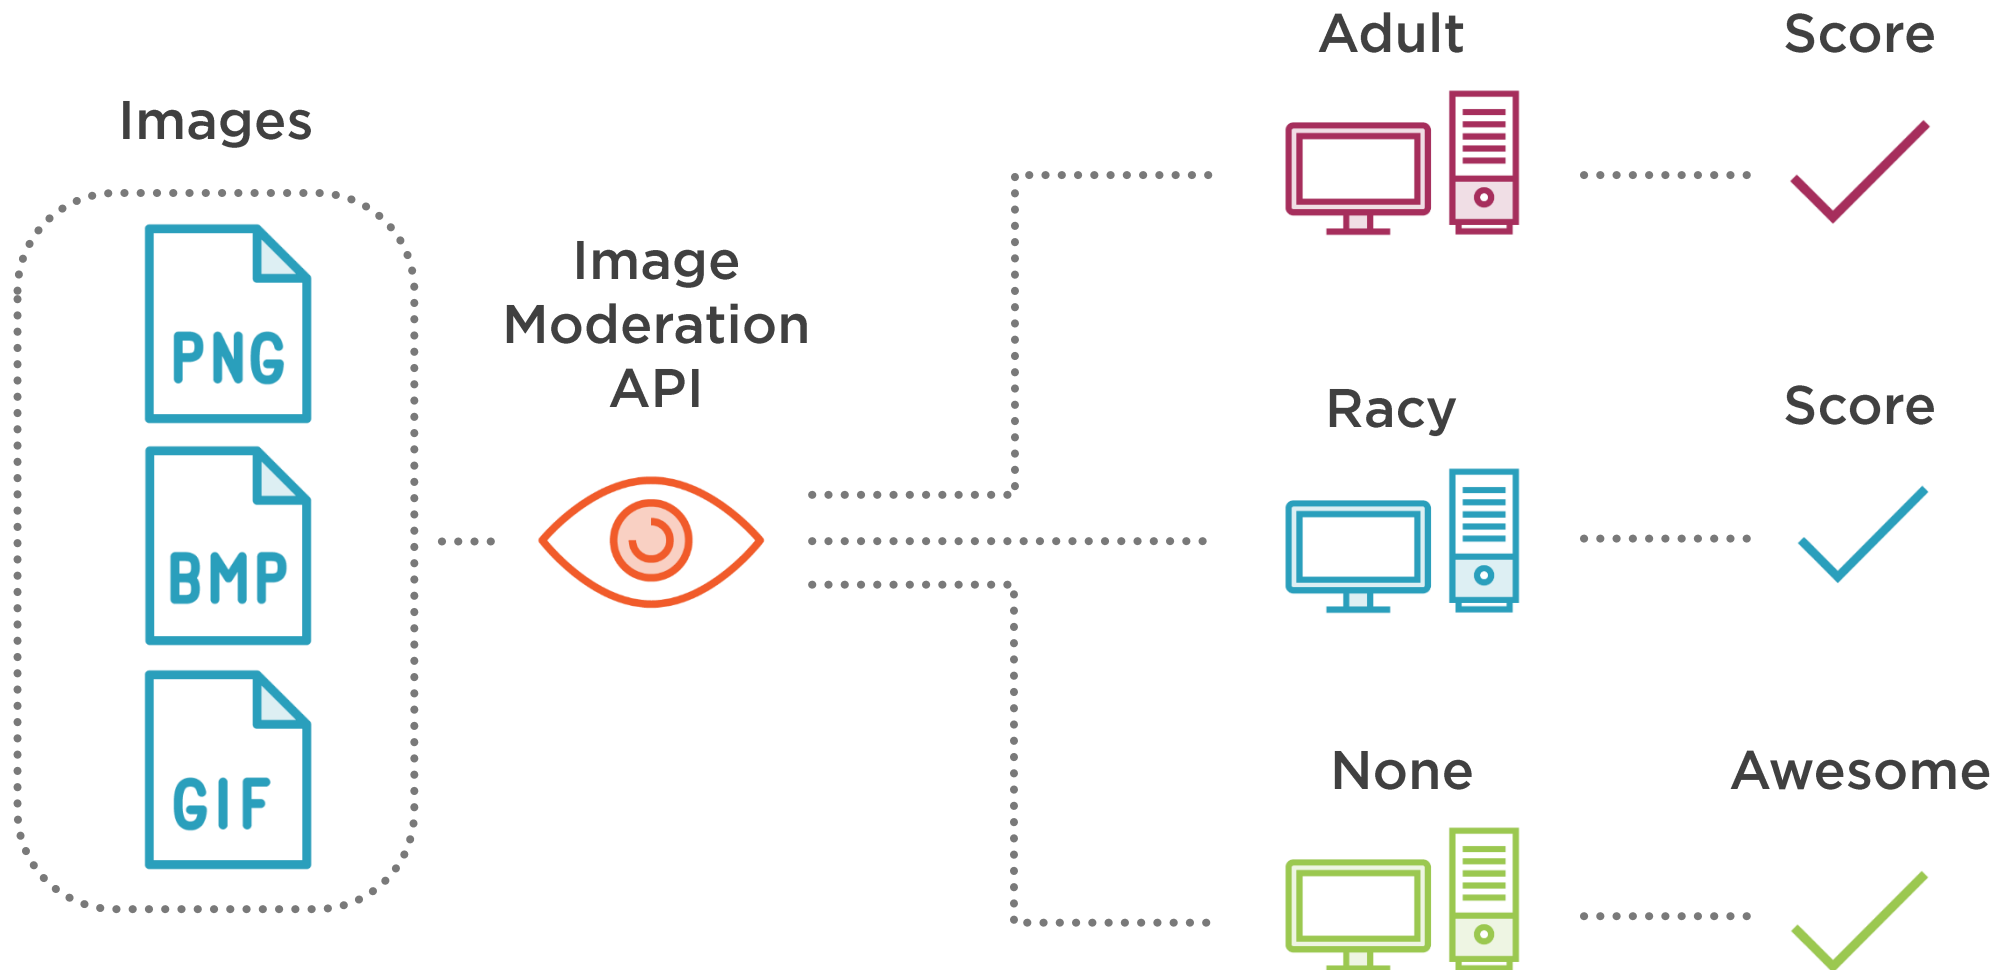 Images
PNG
BMP
GIF
Image
Moderation
API
Adult
Score
Racy
Score
None
Awesome